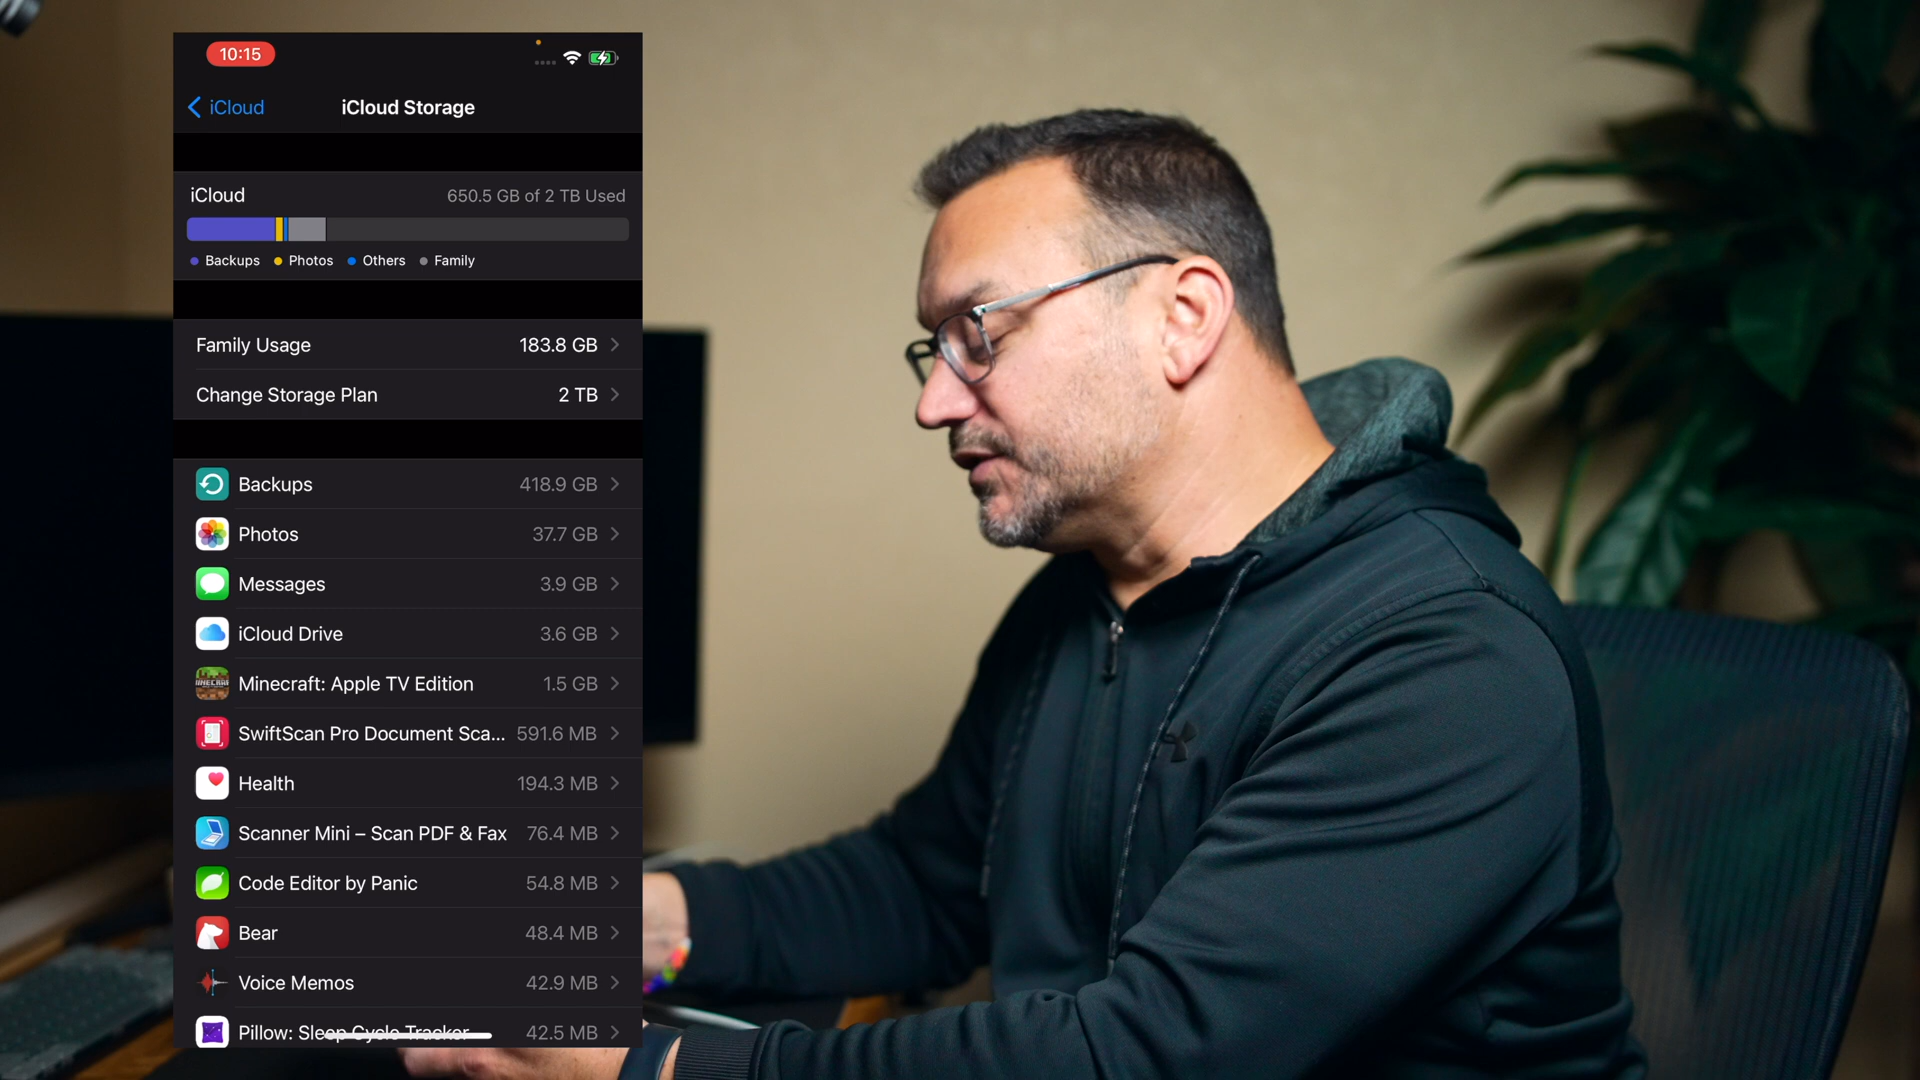 10:15
iCloud
iCloud Storage
iCloud
650.5 GB of 2 TB Used
Backups
Photos
Others
Family
Family Usage
183.8 GB
Change Storage Plan
2 TB
Backups
418.9 GB
Photos
37.7 GB
Messages
3.9 GB
iCloud Drive
3.6 GB
Minecraft: Apple TV Edition
1.5 GB
SwiftScan Pro Document Sca...
591.6 MB
Health
194.3 MB
Scanner Mini – Scan PDF & Fax
76.4 MB
Code Editor by Panic
54.8 MB
Bear
48.4 MB
Voice Memos
42.9 MB
Pillow: Sleep Cycle Tracker
42.5 MB